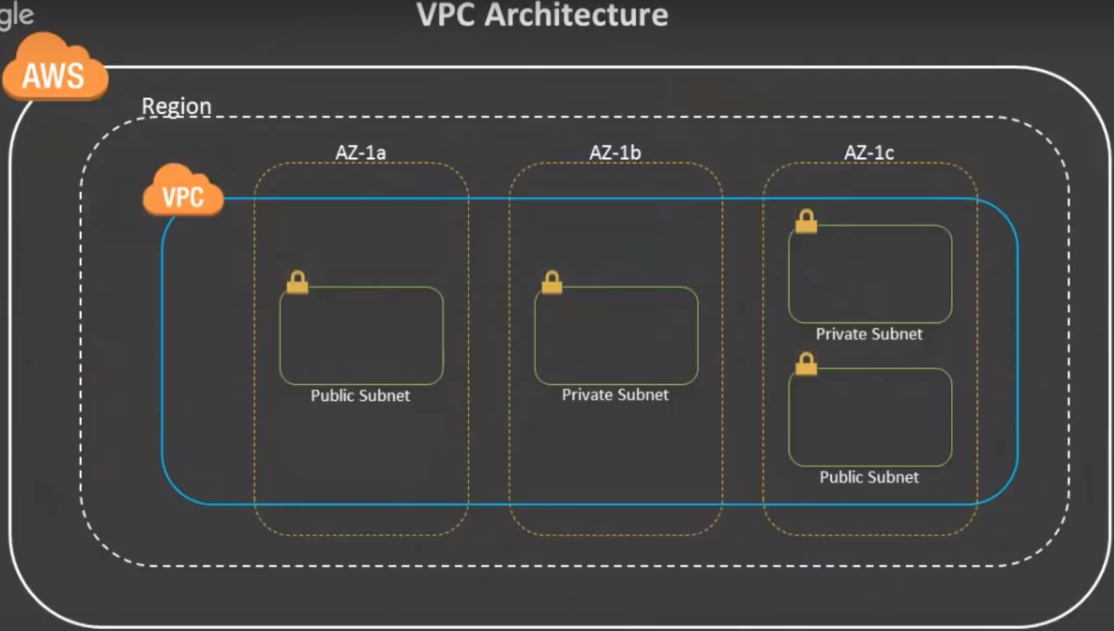 VPC Architecture
AWS
Region
AZ-1a
AZ-1b
AZ-1c
VPC
Public Subnet
Private Subnet
Private Subnet
Public Subnet